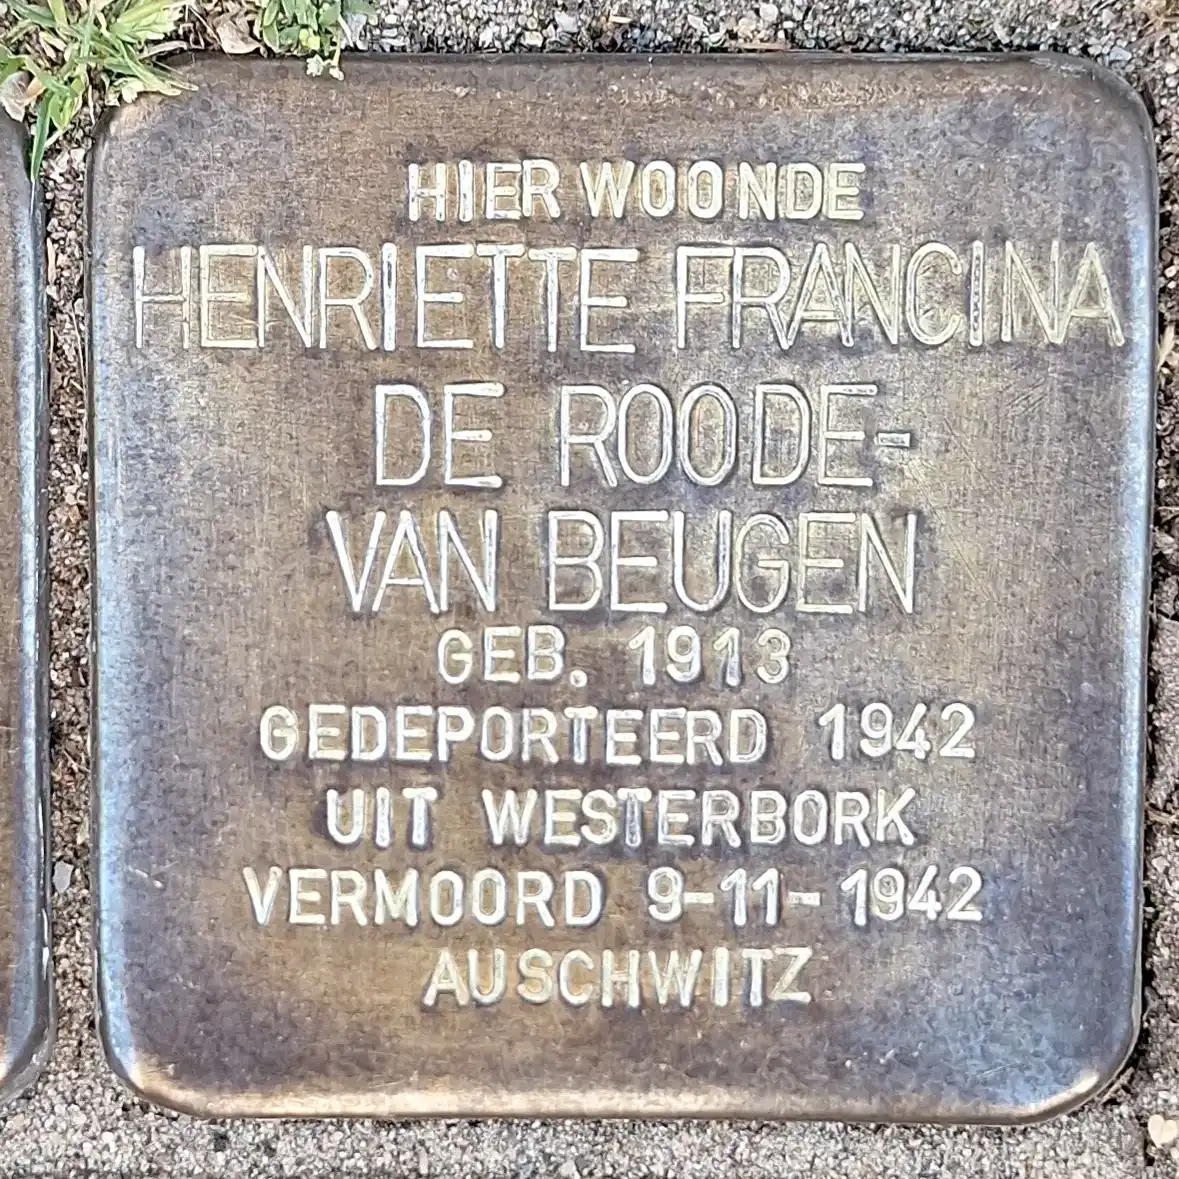 HIER WOONDE
HENRIETTE FRANCINA
DE ROODE-
VAN BEUGEN
GEB. 1913
GEDEPORTEERD 1942
UIT WESTERBORK
VERMOORD 9-11-1942
AUSCHWITZ